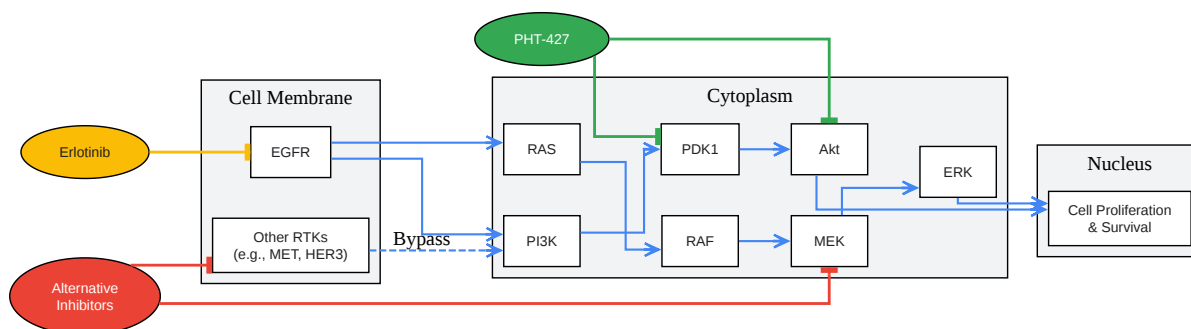 PHT-427
Cell Membrane
Cytoplasm
Erlotinib
EGFR
RAS
PDK1
Akt
ERK
Nucleus
Cell Proliferation
& Survival
Other RTKs
(e.g., MET, HER3)
Bypass
PI3K
RAF
MEK
Alternative
Inhibitors